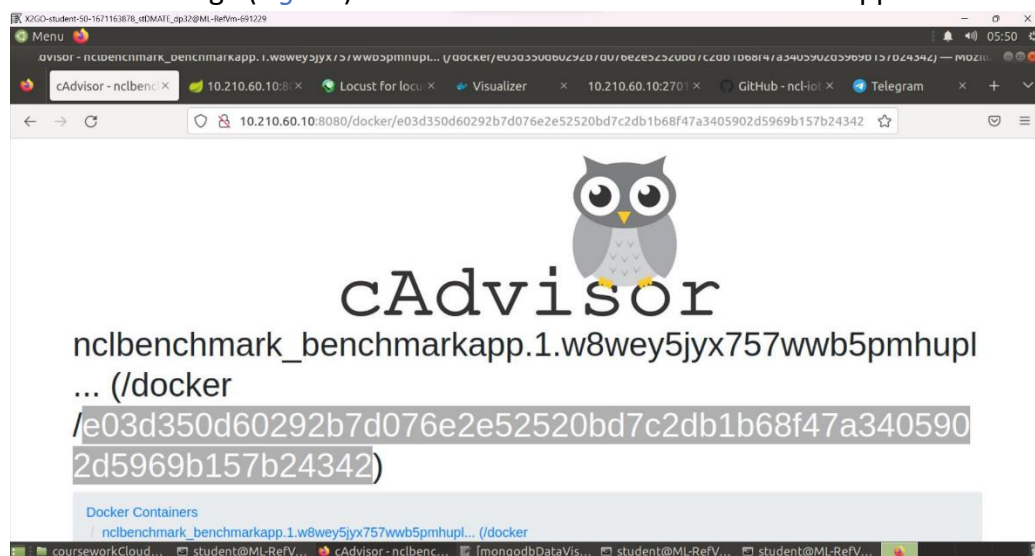 X2GO-student-50-1671163878_stDMATE_dp32@ML-RefVm-691229
Menu
05:50
cAdvisor - nclbenc
10.210.60.10:8
Locust for locu
Visualizer
10.210.60.10:2701
GitHub - ncl-iot
Telegram
10.210.60.10:8080/docker/e03d350d60292b7d076e2e52520bd7c2db1b68f47a3405902d5969b157b24342
cAdvisor
nclbenchmark_benchmarkapp.1.w8wey5jyx757wwb5pmhupl
... (/docker
/e03d350d60292b7d076e2e52520bd7c2db1b68f47a340590
2d5969b157b24342)
Docker Containers
/ nclbenchmark_benchmarkapp.1.w8wey5jyx757wwb5pmhupl... (/docker
courseworkCloud...
student@ML-RefV...
cAdvisor - nclbenc...
[mongodbDataVis...
student@ML-RefV...
student@ML-RefV...